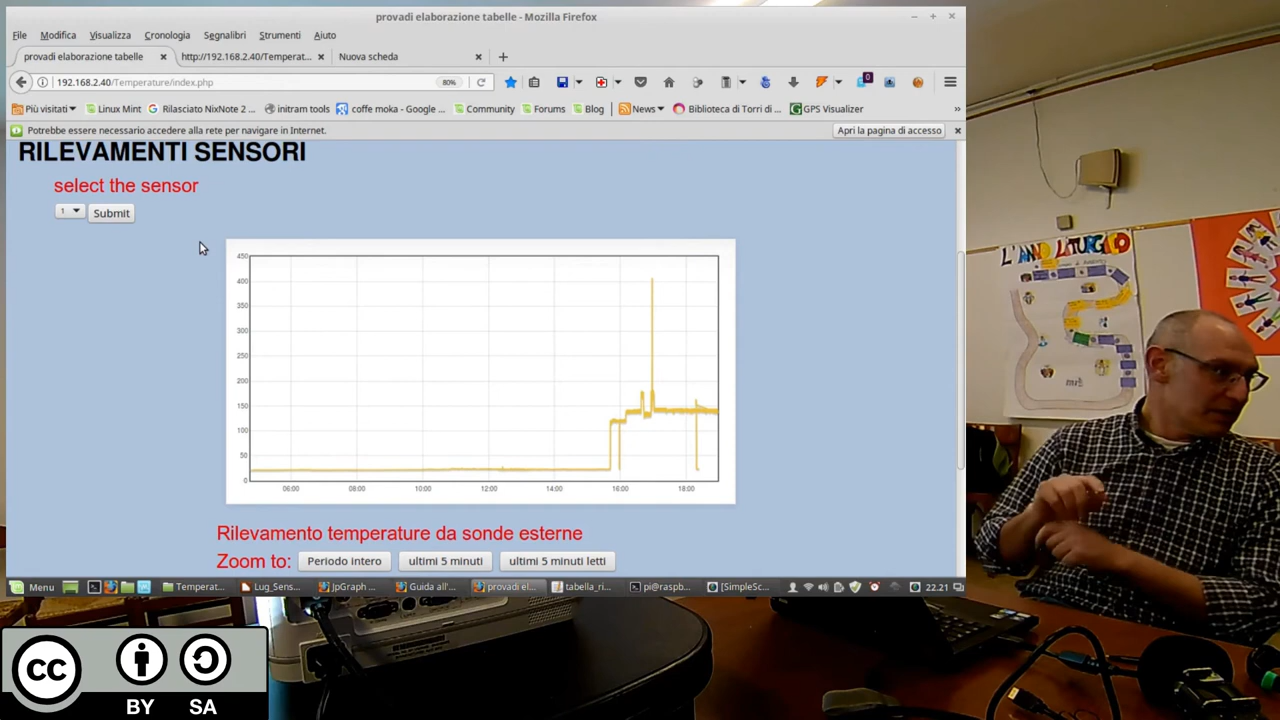 provadi elaborazione tabelle - Mozilla Firefox
File Modifica Visualizza Cronologia Segnalibri Strumenti Aiuto
provadi elaborazione tabelle http://192.168.2.40/Temperat... Nuova scheda
192.168.2.40/Temperature/index.php 80% 0
Più visitati Linux Mint Rilasciato NixNote 2 ... initram tools coffe moka - Google ... Community Forums Blog News Biblioteca di Torri di ... GPS Visualizer »
Potrebbe essere necessario accedere alla rete per navigare in Internet. Apri la pagina di accesso
RILEVAMENTI SENSORI
select the sensor
1 Submit
450
400
350
300
250
200
150
100
50
0
06:00 08:00 10:00 12:00 14:00 16:00 18:00
Rilevamento temperature da sonde esterne
Zoom to: Periodo intero ultimi 5 minuti ultimi 5 minuti letti
Menu Temperat... Lug_Sens... JpGraph ... Guida all'... provadi el... tabella_ri... pi@raspb... [SimpleSc... 22.21
L'ANNO LITURGICO
cc
BY SA